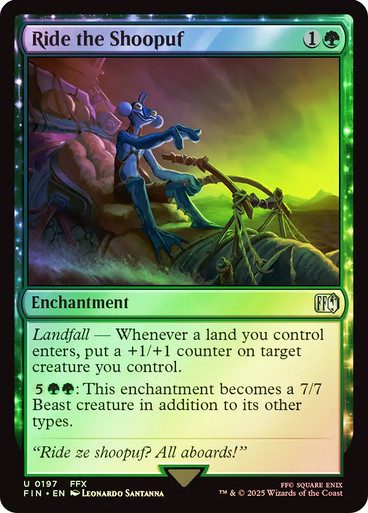 Ride the Shoopuf 1
Enchantment
FFX
Landfall — Whenever a land you control
enters, put a +1/+1 counter on target
creature you control.
5: This enchantment becomes a 7/7
Beast creature in addition to its other
types.
“Ride ze shoopuf? All aboards!”
U 0197 FFX
FIN • EN Leonardo Santanna
FF© SQUARE ENIX
™ & © 2025 Wizards of the Coast